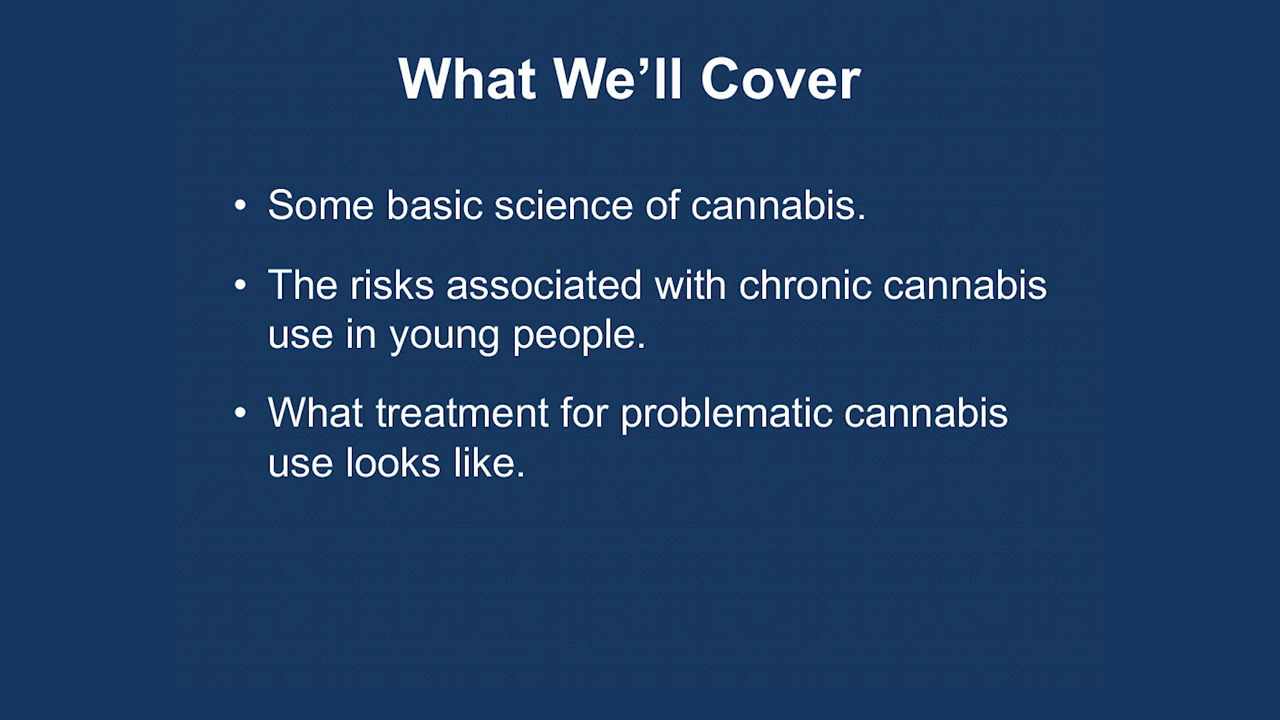 What We’ll Cover
• Some basic science of cannabis.
• The risks associated with chronic cannabis
use in young people.
• What treatment for problematic cannabis
use looks like.